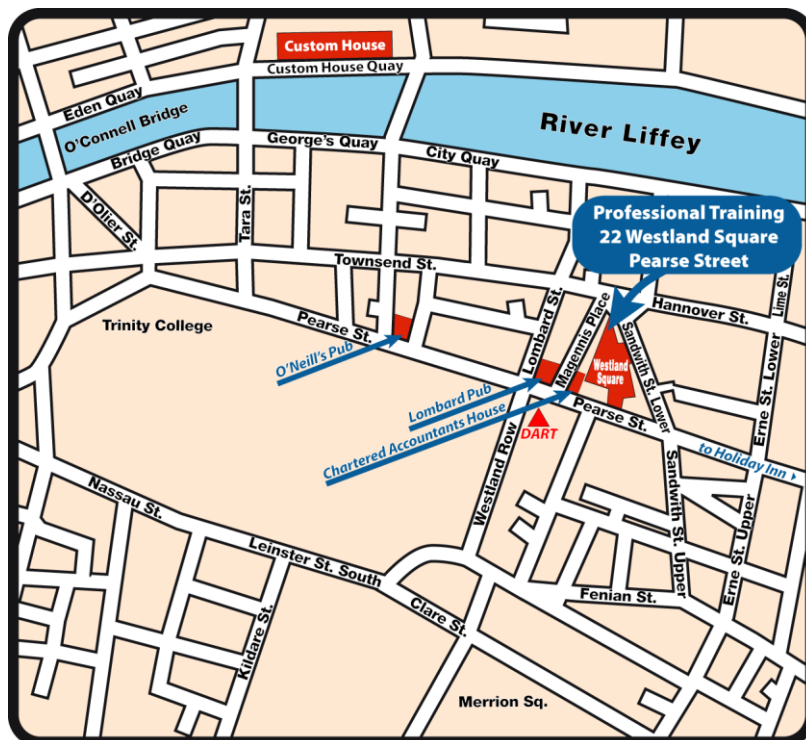 Custom House
Custom House Quay
Eden Quay
O'Connell Bridge
Bridge Quay
George's Quay
City Quay
River Liffey
D'Olier St.
Tara St.
Townsend St.
Professional Training
22 Westland Square
Pearse Street
Hannover St.
Lime St.
Trinity College
Pearse St.
O'Neill's Pub
Lombard St.
Magennis Place
Sandwith St. Lower
Westland
Square
Erne St. Lower
Lombard Pub
Chartered Accountants House
DART
Pearse St.
to Holiday Inn
Westland Row
Sandwith St. Upper
Erne St. Upper
Nassau St.
Leinster St. South
Fenian St.
Kildare St.
Clare St.
Merrion Sq.